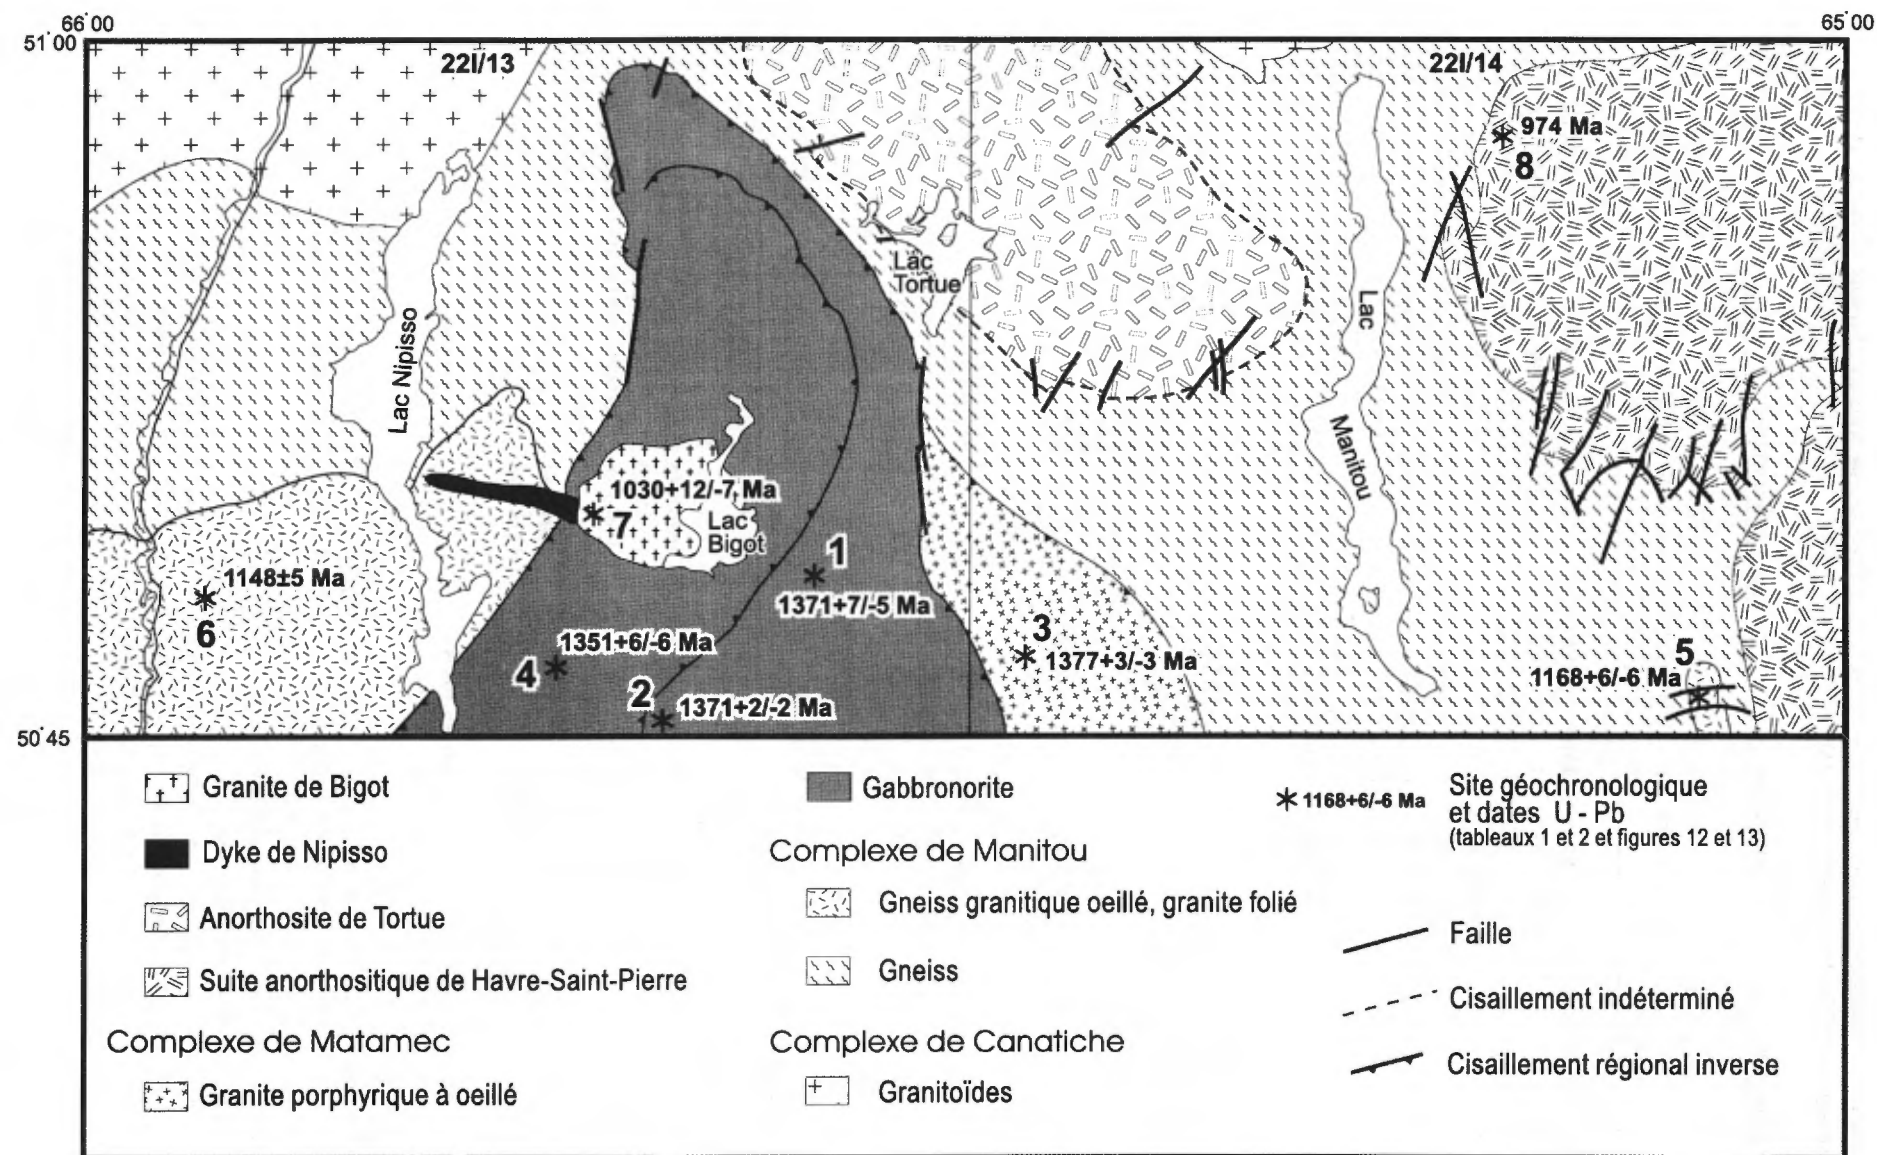 66°00
65°00
51°00
22I/13
22I/14
974 Ma
8
Lac
Tortue
Lac Nipisso
Lac
Manitou
1030+12/-7 Ma
7
Lac
Bigot
1
1371+7/-5 Ma
1148±5 Ma
6
3
1377+3/-3 Ma
1351+6/-6 Ma
4
2
1371+2/-2 Ma
5
1168+6/-6 Ma
50°45
Granite de Bigot
Dyke de Nipisso
Anorthosite de Tortue
Suite anorthositique de Havre-Saint-Pierre
Complexe de Matamec
Granite porphyrique à oeillé
Gabbronorite
Complexe de Manitou
Gneiss granitique oeillé, granite folié
Gneiss
Complexe de Canatiche
Granitoïdes
1168+6/-6 Ma
Site géochronologique
et dates U - Pb
(tableaux 1 et 2 et figures 12 et 13)
Faille
Cisaillement indéterminé
Cisaillement régional inverse